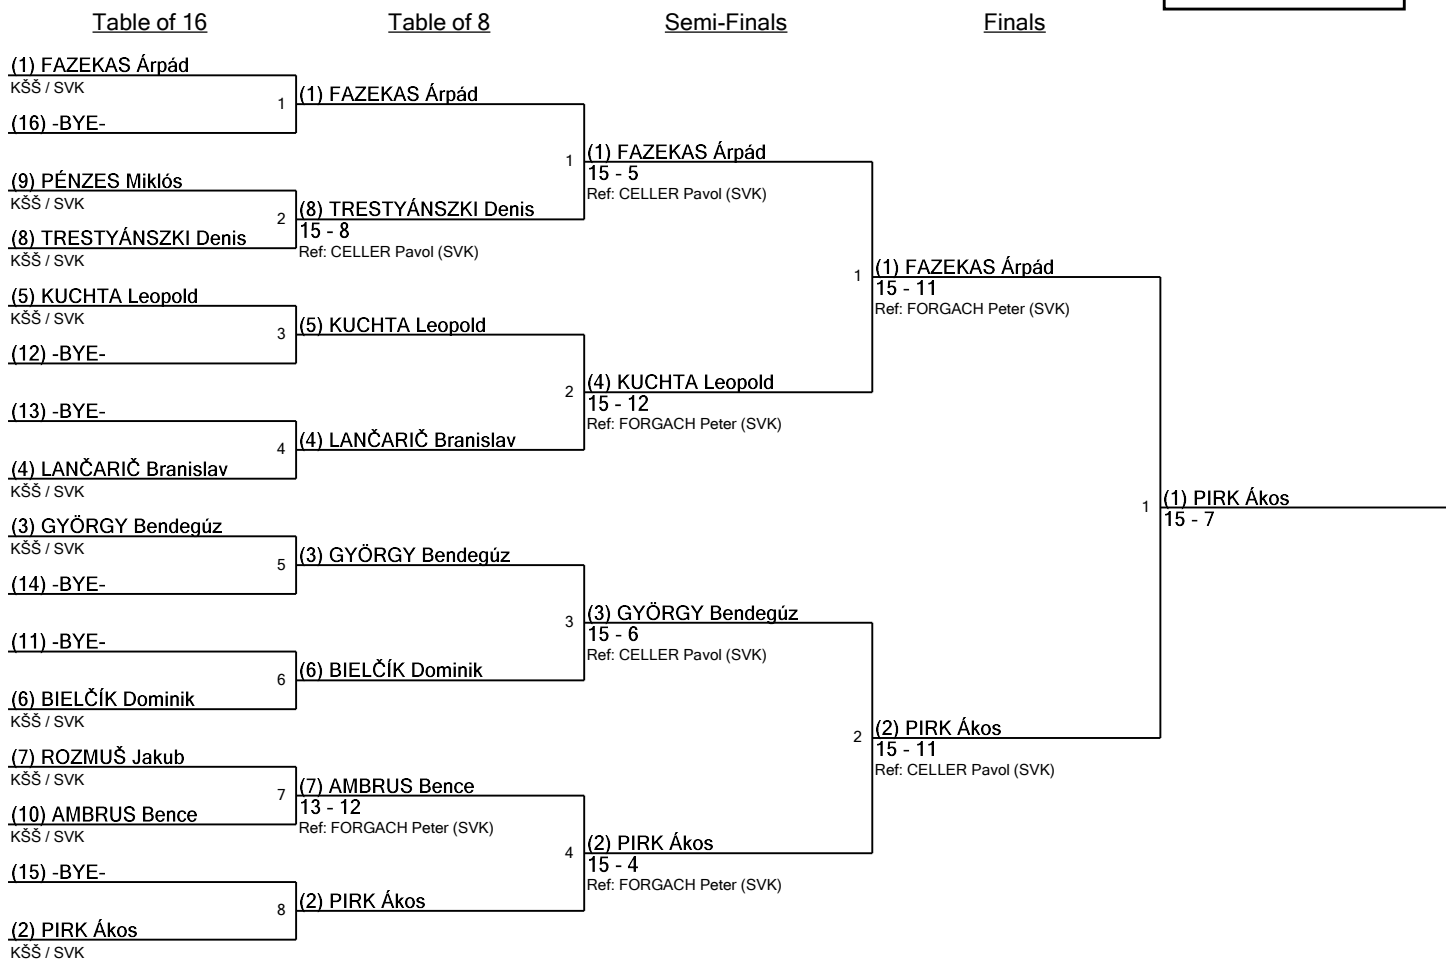 Table of 16
Table of 8
Semi-Finals
Finals
(1) FAZEKAS Árpád
KŠŠ / SVK
1
(16) -BYE-
(9) PÉNZES Miklós
KŠŠ / SVK
2
(8) TRESTYÁNSZKI Denis
KŠŠ / SVK
(5) KUCHTA Leopold
KŠŠ / SVK
3
(12) -BYE-
(13) -BYE-
4
(4) LANČARIČ Branislav
KŠŠ / SVK
(3) GYÖRGY Bendegúz
KŠŠ / SVK
5
(14) -BYE-
(11) -BYE-
6
(6) BIELČÍK Dominik
KŠŠ / SVK
(7) ROZMUŠ Jakub
KŠŠ / SVK
7
(10) AMBRUS Bence
KŠŠ / SVK
(15) -BYE-
8
(2) PIRK Ákos
KŠŠ / SVK
(1) FAZEKAS Árpád
1
(8) TRESTYÁNSZKI Denis
15 - 8
Ref: CELLER Pavol (SVK)
(5) KUCHTA Leopold
2
(4) LANČARIČ Branislav
(3) GYÖRGY Bendegúz
3
(6) BIELČÍK Dominik
(7) AMBRUS Bence
13 - 12
Ref: FORGACH Peter (SVK)
4
(2) PIRK Ákos
(1) FAZEKAS Árpád
15 - 5
Ref: CELLER Pavol (SVK)
1
(4) KUCHTA Leopold
15 - 12
Ref: FORGACH Peter (SVK)
(3) GYÖRGY Bendegúz
15 - 6
Ref: CELLER Pavol (SVK)
2
(2) PIRK Ákos
15 - 4
Ref: FORGACH Peter (SVK)
(1) FAZEKAS Árpád
15 - 11
Ref: FORGACH Peter (SVK)
1
(2) PIRK Ákos
15 - 11
Ref: CELLER Pavol (SVK)
(1) PIRK Ákos
15 - 7